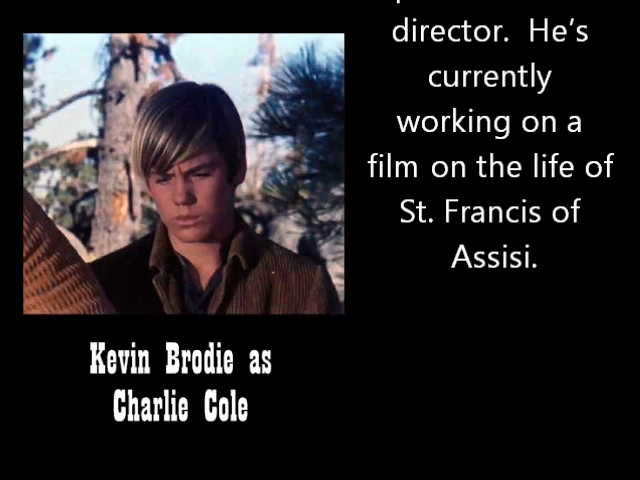 director.  He's
currently
working on a
film on the life of
St. Francis of
Assisi.
Kevin Brodie as
Charlie Cole